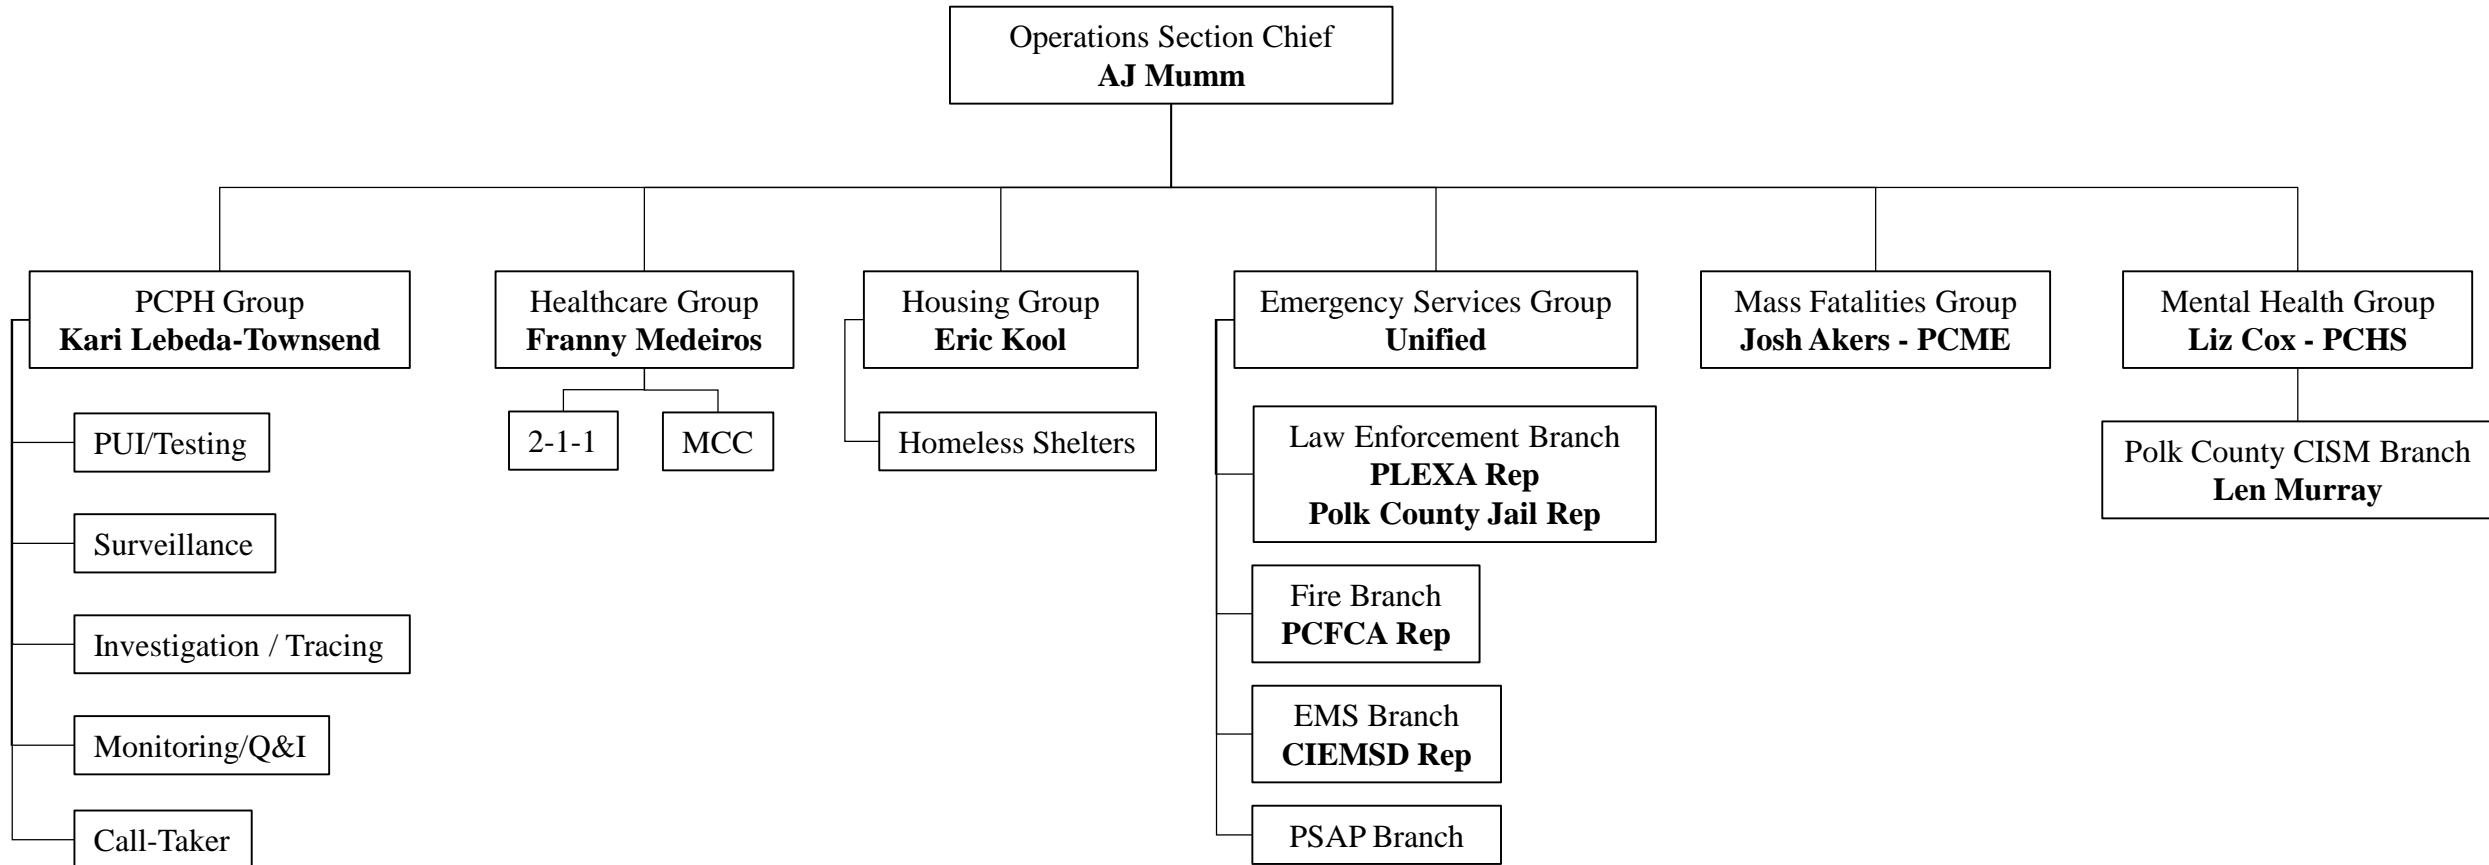 Operations Section Chief
AJ Mumm
PCPH Group
Kari Lebeda-Townsend
Healthcare Group
Franny Medeiros
Housing Group
Eric Kool
Emergency Services Group
Unified
Mass Fatalities Group
Josh Akers - PCME
Mental Health Group
Liz Cox - PCHS
PUI/Testing
Surveillance
Investigation / Tracing
Monitoring/Q&I
Call-Taker
2-1-1
MCC
Homeless Shelters
Law Enforcement Branch
PLEXA Rep
Polk County Jail Rep
Fire Branch
PCFCA Rep
EMS Branch
CIEMSD Rep
PSAP Branch
Polk County CISM Branch
Len Murray